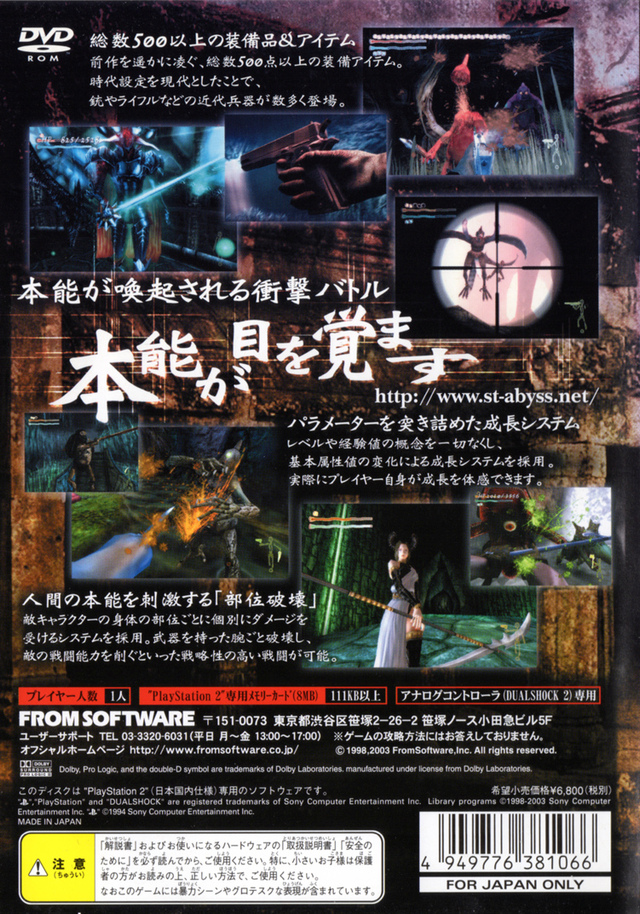 DVD
ROM
総数500以上の装備品&アイテム
前作を遥かに凌ぐ、総数500点以上の装備アイテム。
時代設定を現代としたことで、
銃やライフルなどの近代兵器が数多く登場。
本能が喚起される衝撃バトル
本能が目を覚ます
http://www.st-abyss.net/
パラメーターを突き詰めた成長システム
レベルや経験値の概念を一切なくし、
基本属性値の変化による成長システムを採用。
実際にプレイヤー自身が成長を体感できます。
人間の本能を刺激する「部位破壊」
敵キャラクターの身体の部位ごとに個別にダメージを
受けるシステムを採用。武器を持った腕ごと破壊し、
敵の戦闘能力を削ぐといった戦略性の高い戦闘が可能。
プレイヤー人数 1人 "PlayStation 2"専用メモリーカード(8MB) 111KB以上 アナログコントローラ(DUALSHOCK 2)専用
FROMSOFTWARE 〒151-0073 東京都渋谷区笹塚2-26-2 笹塚ノース小田急ビル5F
ユーザーサポート TEL 03-3320-6031(平日 月〜金 13:00〜17:00) ※ゲームの攻略方法にはお答えしておりません。
オフィシャルホームページ http://www.fromsoftware.co.jp/ ©1998,2003 FromSoftware,Inc. All rights reserved.
DOLBY SURROUND PRO LOGIC II Dolby, Pro Logic, and the double-D symbol are trademarks of Dolby Laboratories. manufactured under license from Dolby Laboratories.
このディスクは "PlayStation 2"(日本国内仕様)専用のソフトウェアです。 希望小売価格¥6,800(税別)
"PlayStation" and "DUALSHOCK" are registered trademarks of Sony Computer Entertainment Inc. Library programs ©1998-2003 Sony Computer
Entertainment Inc. ©1994 Sony Computer Entertainment Inc.
MADE IN JAPAN
注意
(ちゅうい)
「解説書」およびお使いになるハードウェアの「取扱説明書」「安全の
ために」を必ず読んでから、ご使用ください。特に、小さいお子様は保護
者の方がお読みの上、正しい方法で、ご使用ください。
なおこのゲームには暴力シーンやグロテスクな表現が含まれています。
4 949776 381066
FOR JAPAN ONLY